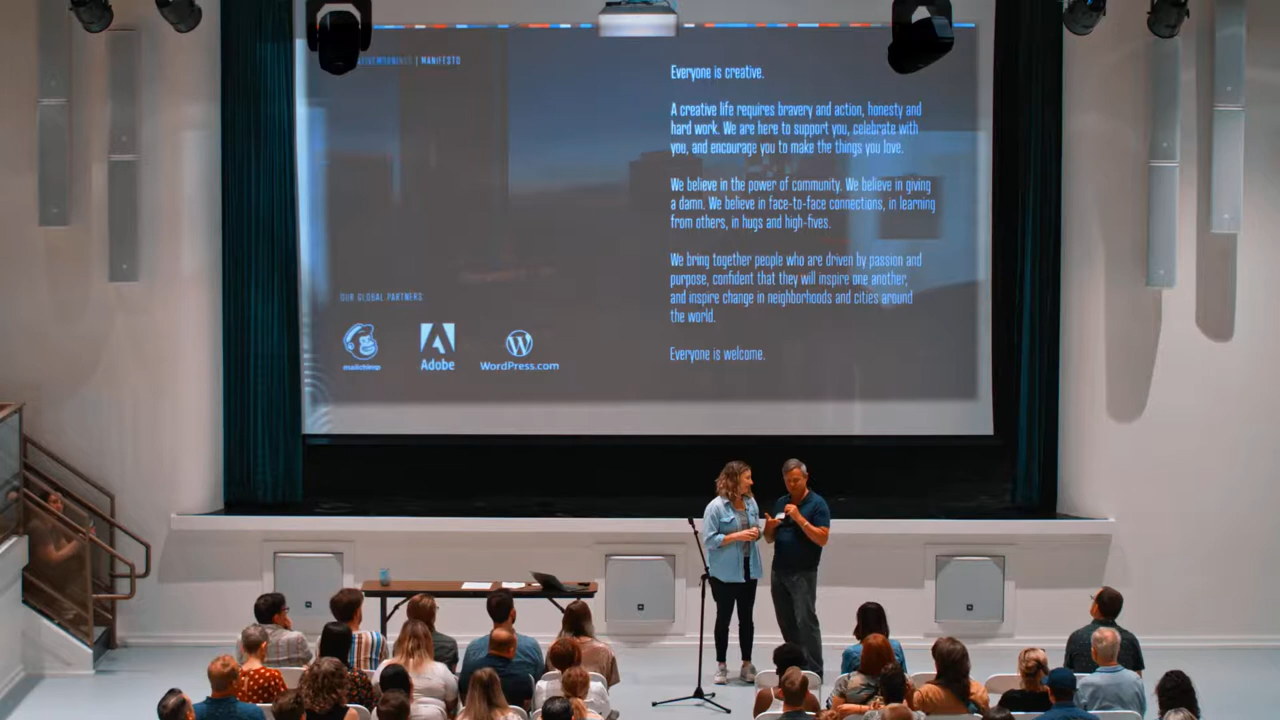 | MANIFESTO
Everyone is creative.
A creative life requires bravery and action, honesty and
hard work. We are here to support you, celebrate with
you, and encourage you to make the things you love.
We believe in the power of community. We believe in giving
a damn. We believe in face-to-face connections, in learning
from others, in hugs and high-fives.
We bring together people who are driven by passion and
purpose, confident that they will inspire one another,
and inspire change in neighborhoods and cities around
the world.
Everyone is welcome.
OUR GLOBAL PARTNERS
mailchimp
Adobe
WordPress.com